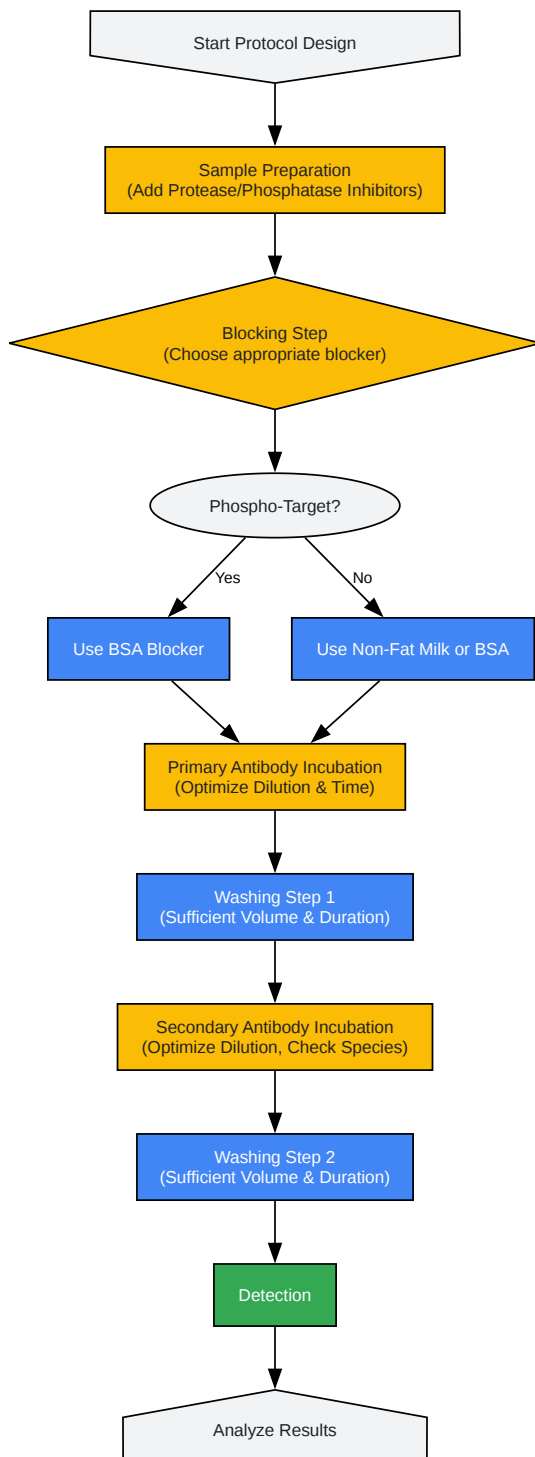 Start Protocol Design
Sample Preparation
(Add Protease/Phosphatase Inhibitors)
Blocking Step
(Choose appropriate blocker)
Phospho-Target?
Yes
No
Use BSA Blocker
Use Non-Fat Milk or BSA
Primary Antibody Incubation
(Optimize Dilution & Time)
Washing Step 1
(Sufficient Volume & Duration)
Secondary Antibody Incubation
(Optimize Dilution, Check Species)
Washing Step 2
(Sufficient Volume & Duration)
Detection
Analyze Results